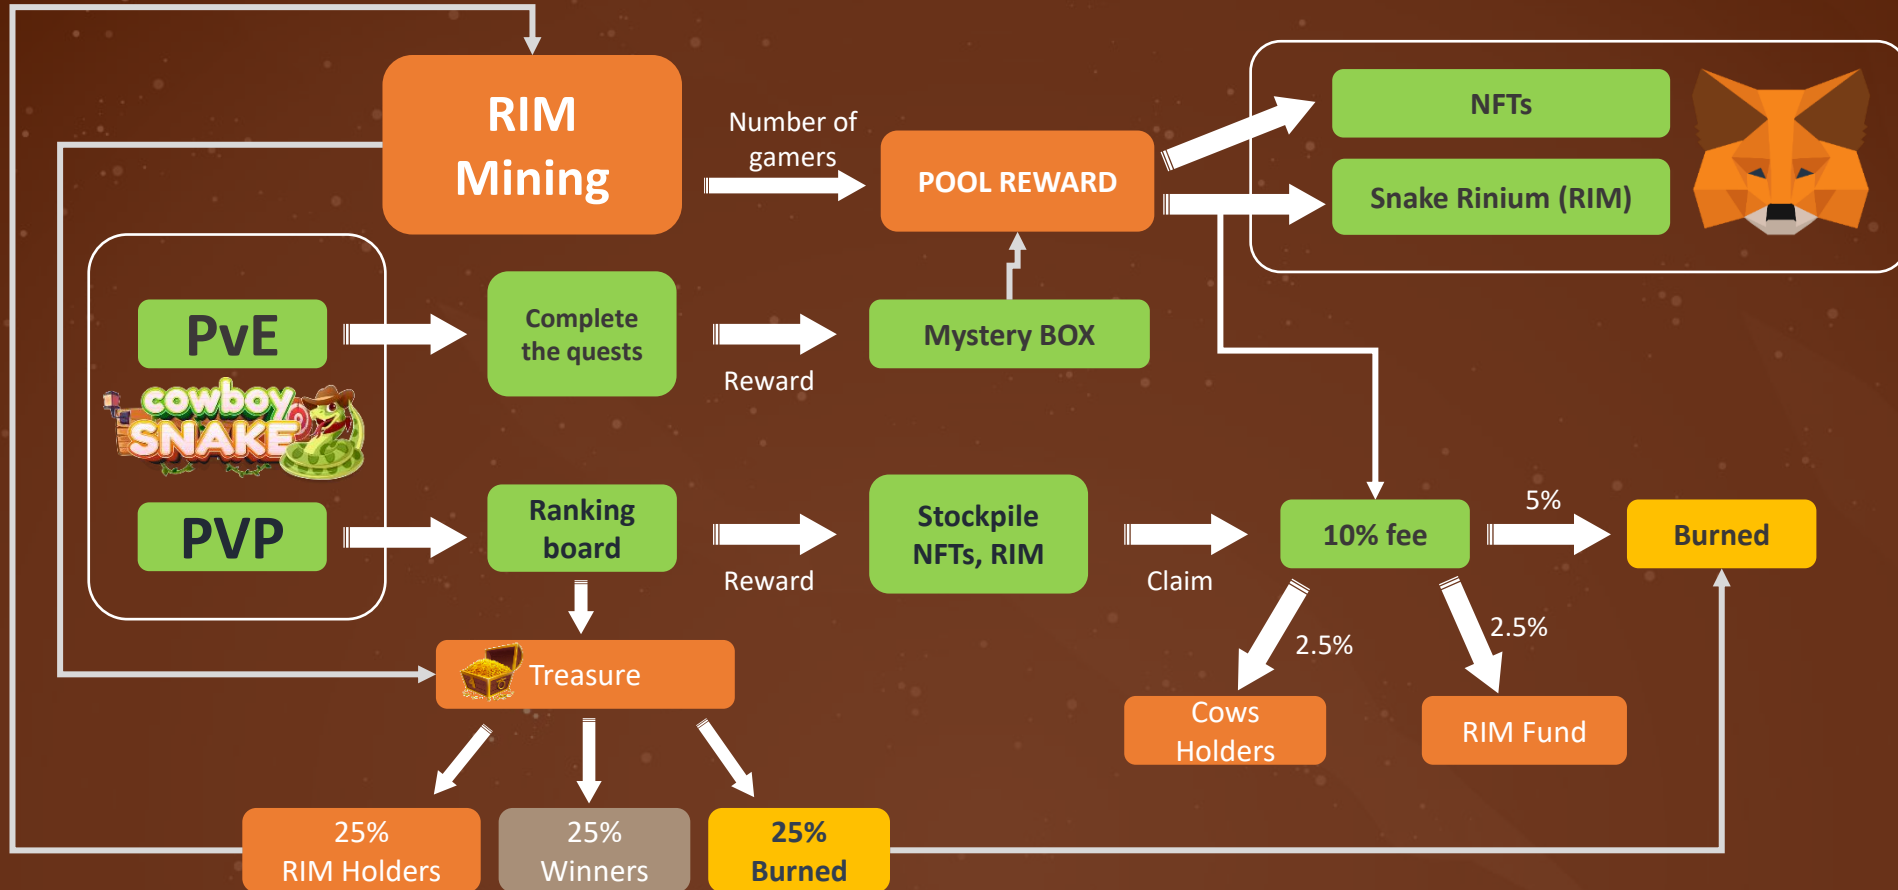 RIM
Mining
Number of
gamers
POOL REWARD
NFTs
Snake Rinium (RIM)
PvE
Complete
the quests
Reward
Mystery BOX
cowboy
SNAKE
PVP
Ranking
board
Reward
Stockpile
NFTs, RIM
Claim
10% fee
5%
Burned
2.5%
2.5%
Treasure
Cows
Holders
RIM Fund
25%
RIM Holders
25%
Winners
25%
Burned